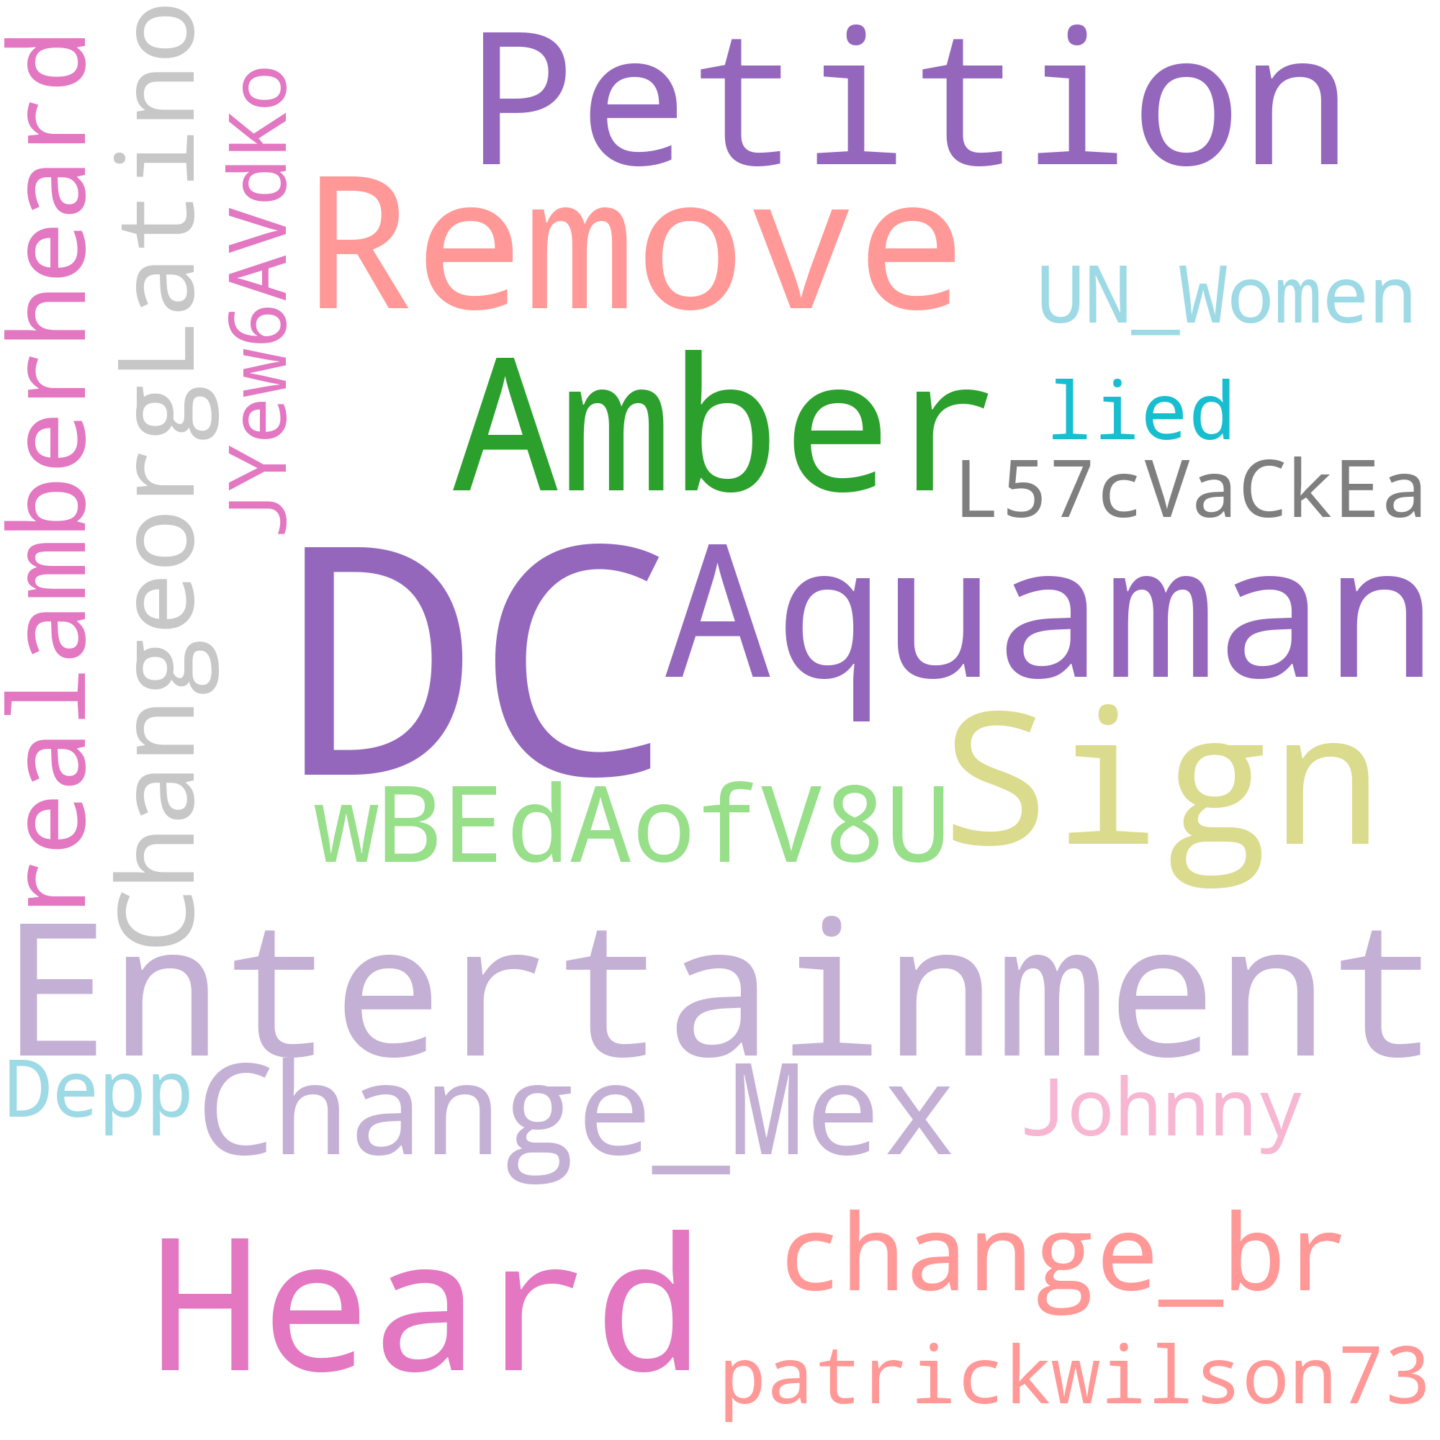 realamberheard
ChangeorgLatino
JYew6AVdKo
Petition
Remove
UN_Women
Amber
lied
L57cVaCkEa
DC
Aquaman
Sign
wBEdAofV8U
Entertainment
Depp
Change_Mex
Johnny
Heard
change_br
patrickwilson73